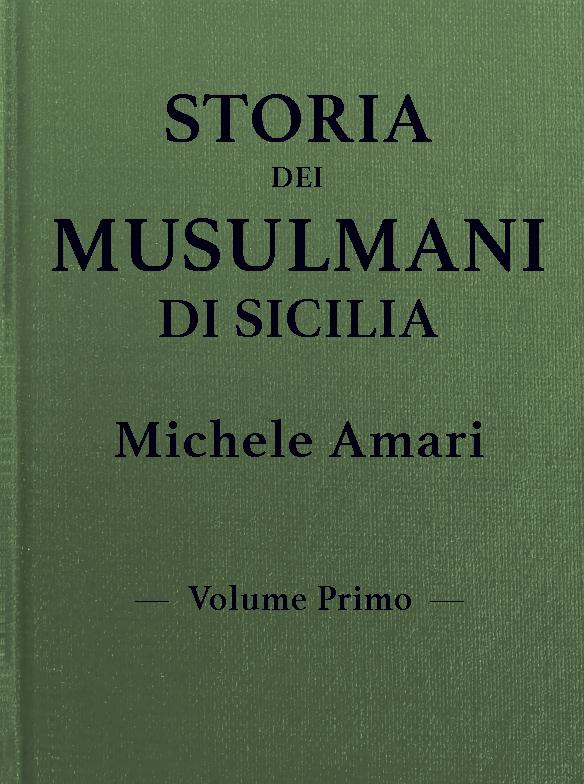 STORIA
DEI
MUSULMANI
DI SICILIA
Michele Amari
— Volume Primo —